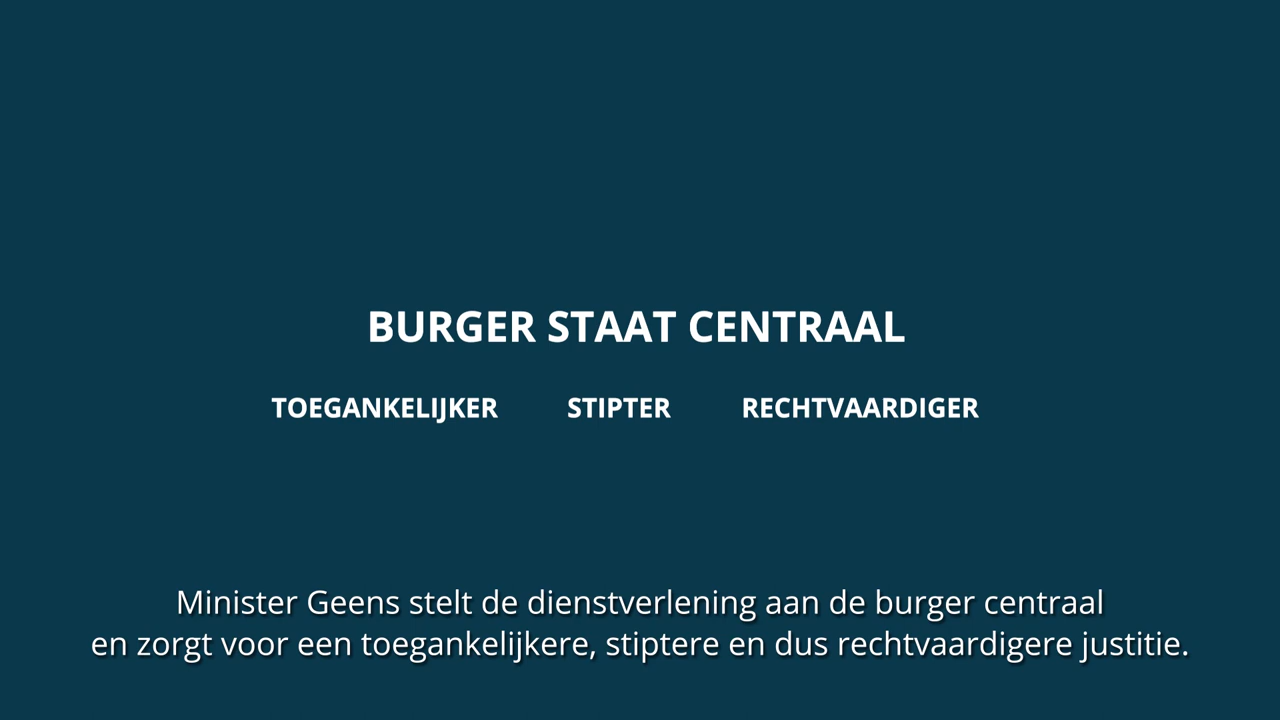 BURGER STAAT CENTRAAL
TOEGANKELIJKER STIPTER RECHTVAARDIGER
Minister Geens stelt de dienstverlening aan de burger centraal
en zorgt voor een toegankelijkere, stiptere en dus rechtvaardigere justitie.